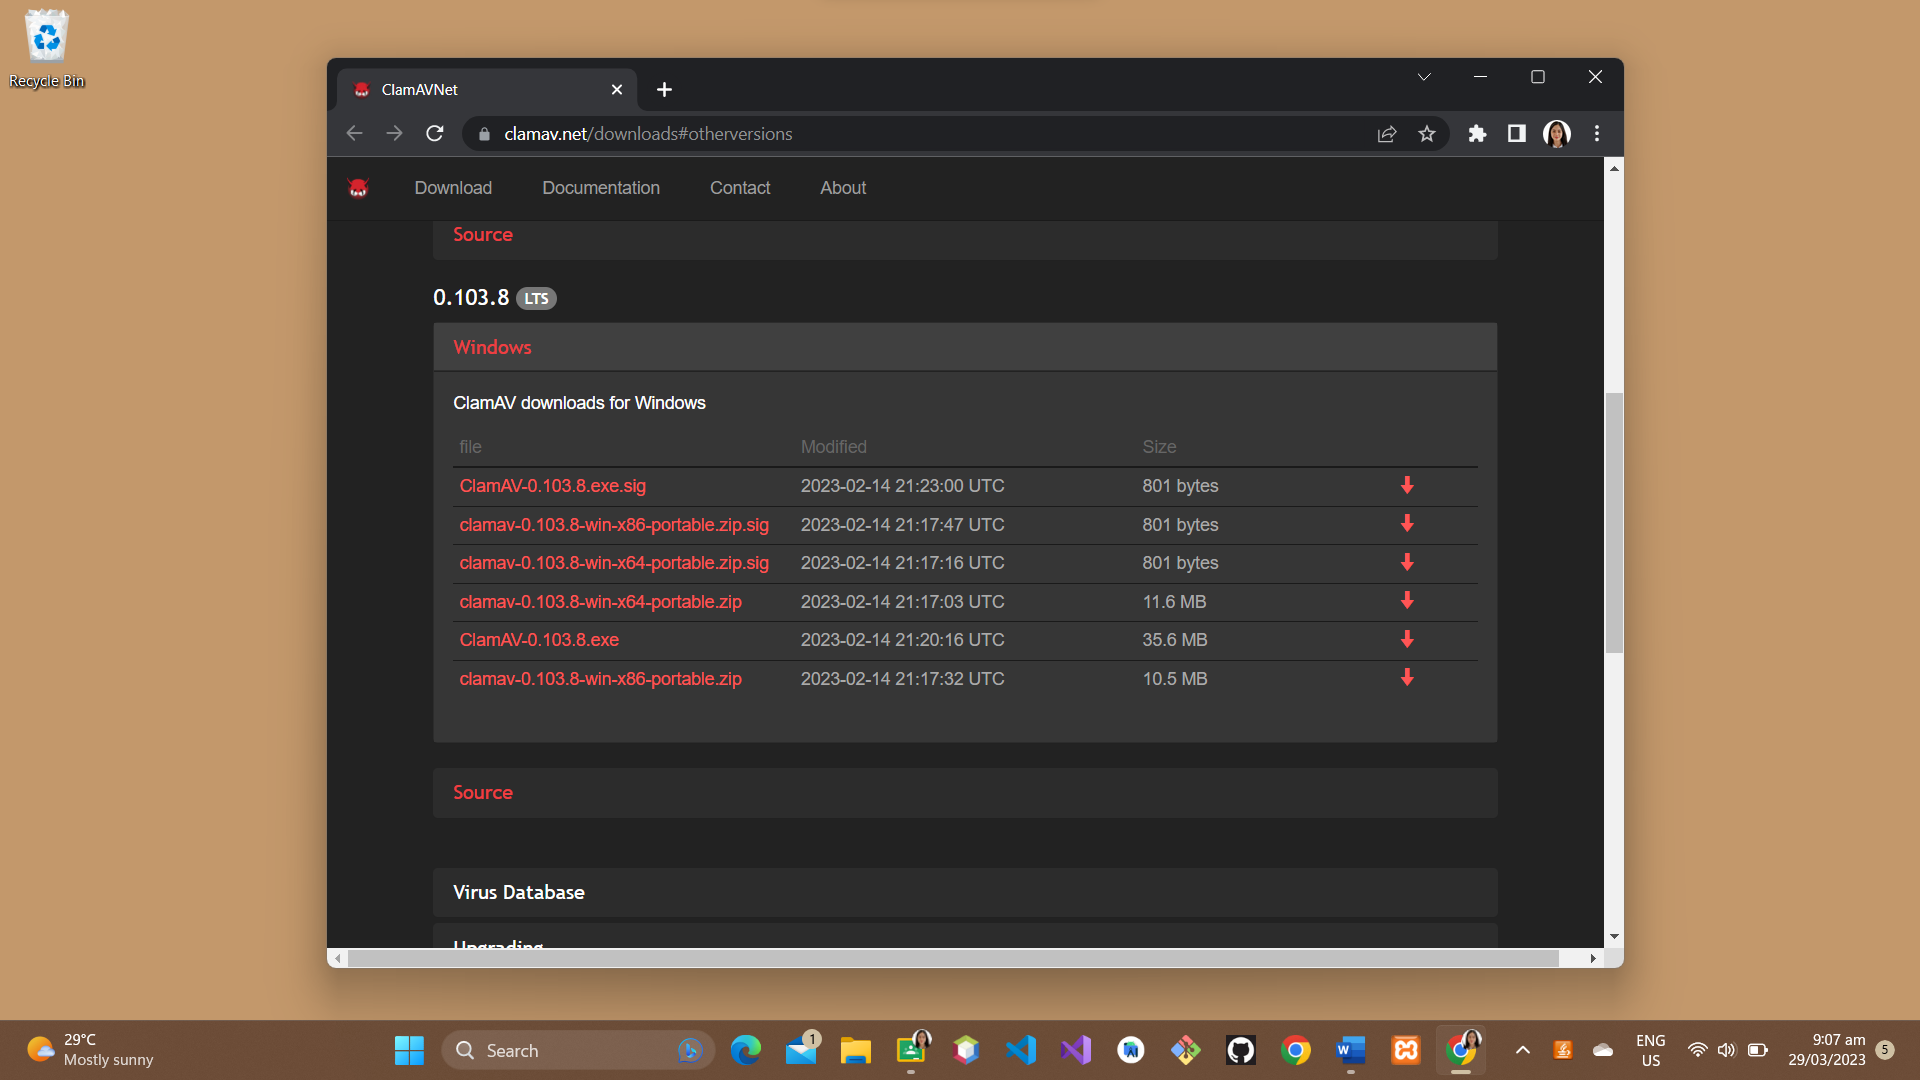 Recycle Bin
ClamAVNet
clamav.net/downloads#otherversions
Download Documentation Contact About
Source
0.103.8 LTS
Windows
ClamAV downloads for Windows
file Modified Size
ClamAV-0.103.8.exe.sig 2023-02-14 21:23:00 UTC 801 bytes
clamav-0.103.8-win-x86-portable.zip.sig 2023-02-14 21:17:47 UTC 801 bytes
clamav-0.103.8-win-x64-portable.zip.sig 2023-02-14 21:17:16 UTC 801 bytes
clamav-0.103.8-win-x64-portable.zip 2023-02-14 21:17:03 UTC 11.6 MB
ClamAV-0.103.8.exe 2023-02-14 21:20:16 UTC 35.6 MB
clamav-0.103.8-win-x86-portable.zip 2023-02-14 21:17:32 UTC 10.5 MB
Source
Virus Database
Upgrading
29°C
Mostly sunny
Search
1
W
ENG
US
9:07 am
29/03/2023
5